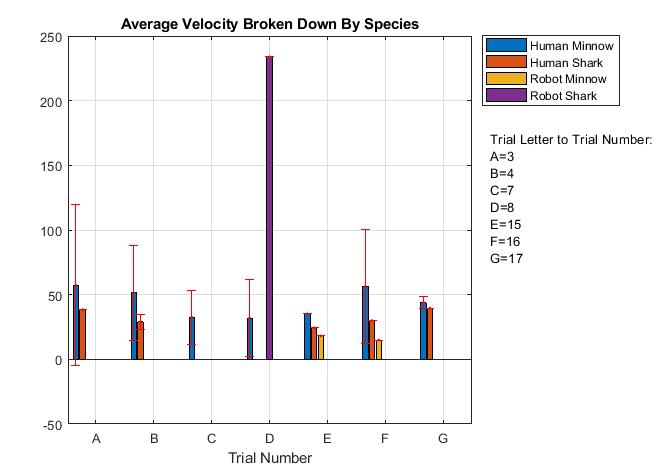 Average Velocity Broken Down By Species
250
200
150
100
50
0
-50
A B C D E F G
Trial Number
Human Minnow
Human Shark
Robot Minnow
Robot Shark
Trial Letter to Trial Number:
A=3
B=4
C=7
D=8
E=15
F=16
G=17